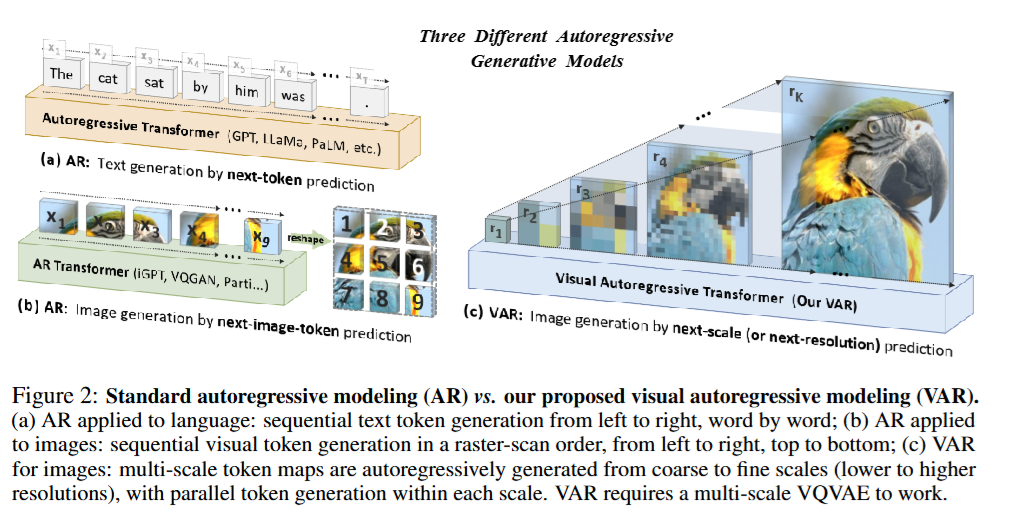 Three Different Autoregressive
Generative Models
x1 x2 x3 x4 x5 x6 ... xT
The cat sat by him was ... .
Autoregressive Transformer (GPT, LLaMa, PaLM, etc.)
(a) AR: Text generation by next-token prediction
x1 x2 x3 x4 ... x9
reshape
1 2 3
4 5 6
7 8 9
AR Transformer (iGPT, VQGAN, Parti...)
(b) AR: Image generation by next-image-token prediction
r1 r2 r3 r4 ... rK
Visual Autoregressive Transformer (Our VAR)
(c) VAR: Image generation by next-scale (or next-resolution) prediction
Figure 2: Standard autoregressive modeling (AR) vs. our proposed visual autoregressive modeling (VAR).
(a) AR applied to language: sequential text token generation from left to right, word by word; (b) AR applied
to images: sequential visual token generation in a raster-scan order, from left to right, top to bottom; (c) VAR
for images: multi-scale token maps are autoregressively generated from coarse to fine scales (lower to higher
resolutions), with parallel token generation within each scale. VAR requires a multi-scale VQVAE to work.